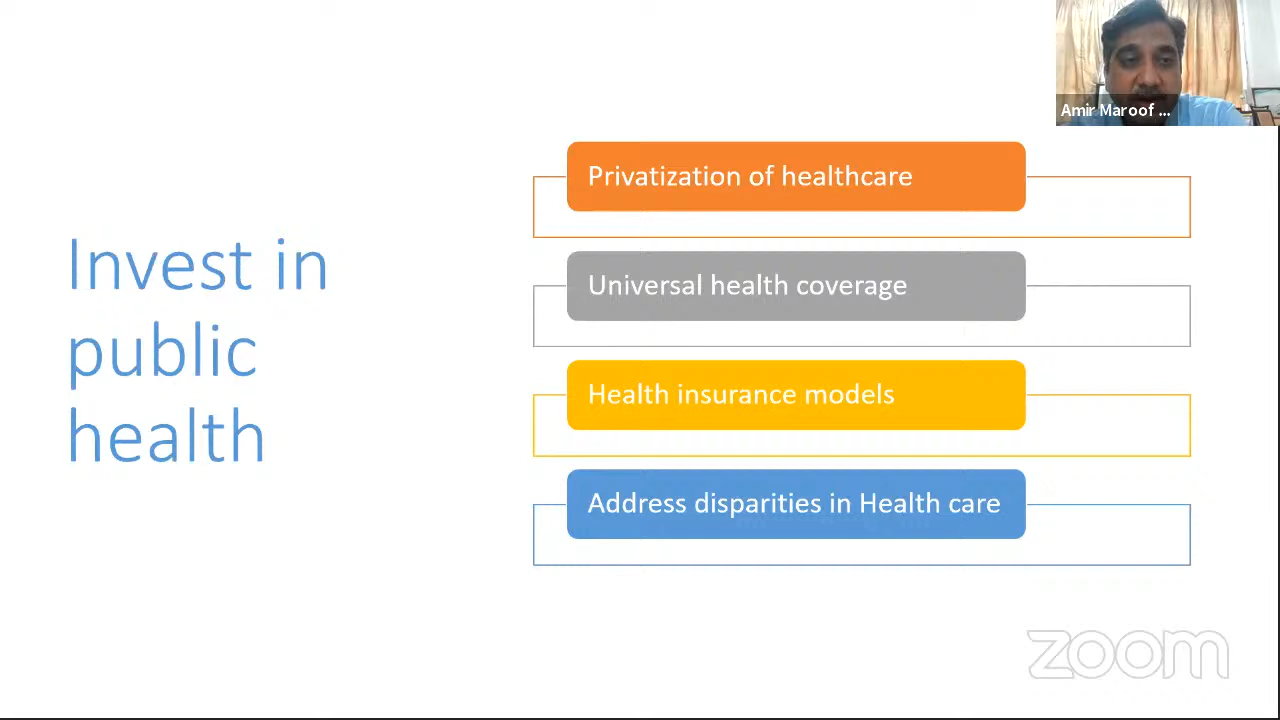 Amir Maroof ...
Privatization of healthcare
Universal health coverage
Invest in
public
health
Health insurance models
Address disparities in Health care
zoom